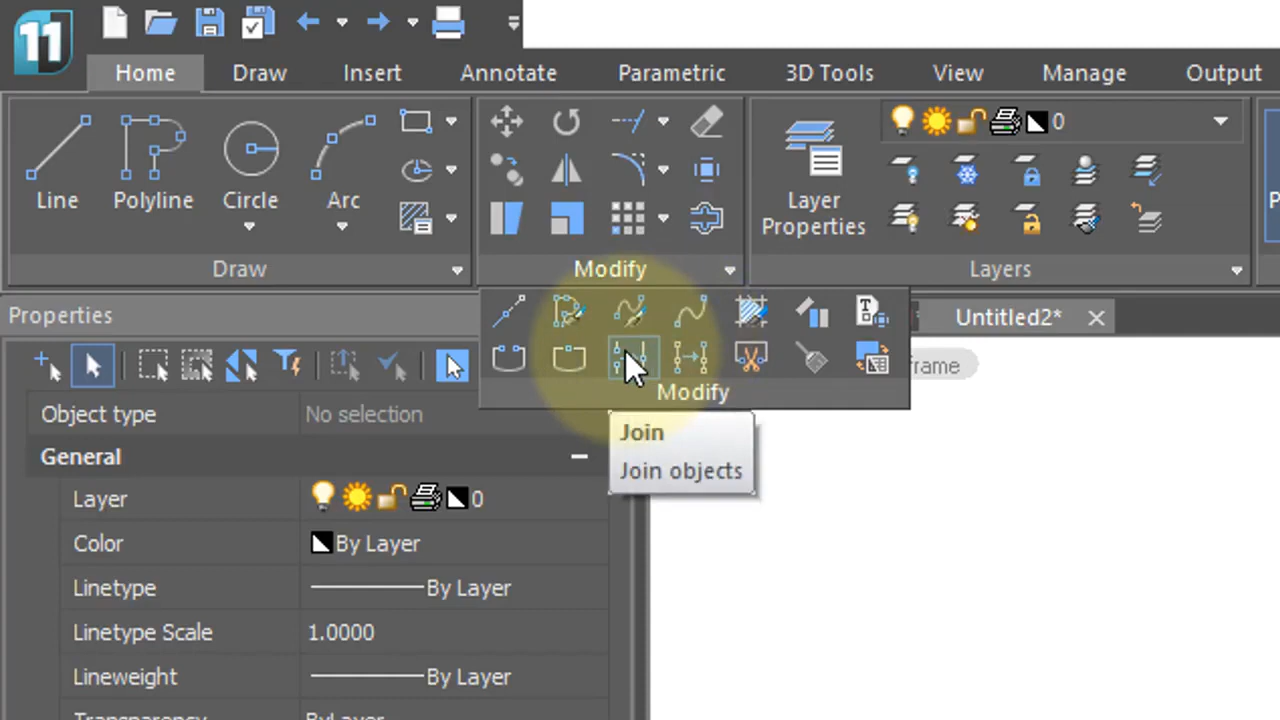 11
Home Draw Insert Annotate Parametric 3D Tools View Manage Output
0
Line Polyline Circle Arc
Layer
Properties
Draw Modify Layers
Properties
Untitled2*
frame
Modify
Object type No selection
Join
Join objects
General
Layer 0
Color By Layer
Linetype By Layer
Linetype Scale 1.0000
Lineweight By Layer
Transparency ByLayer